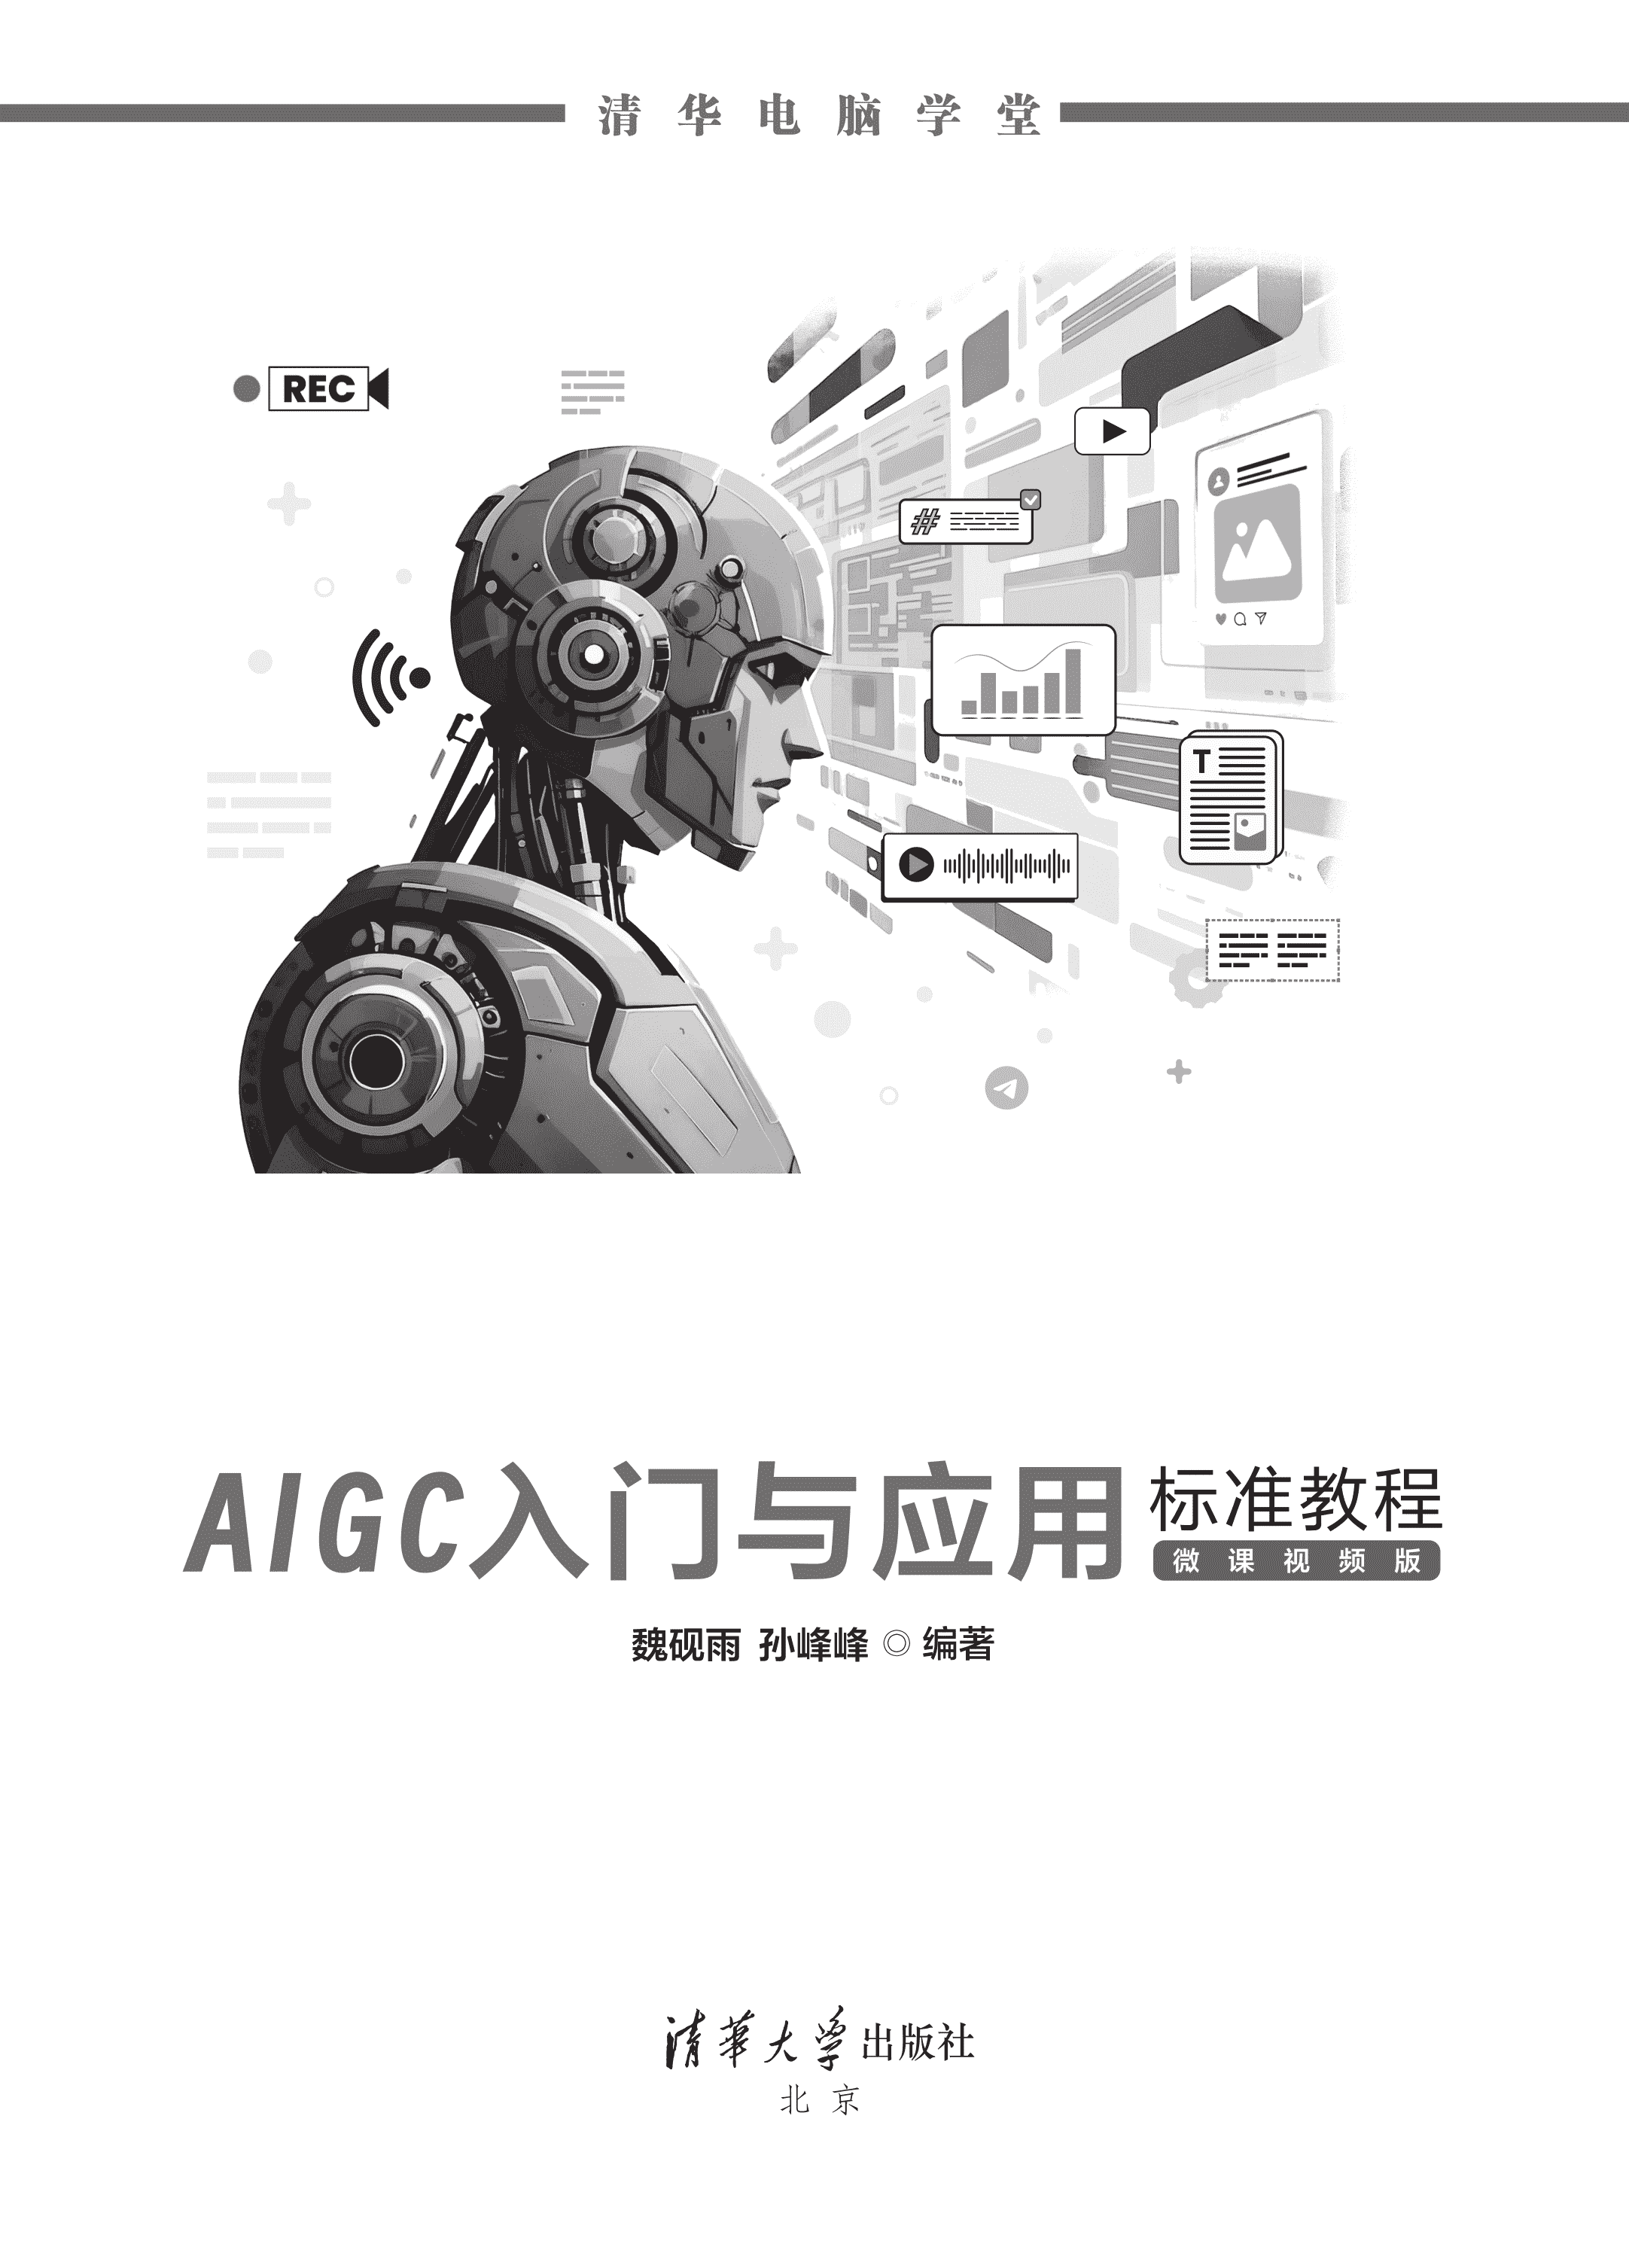 清华电脑学堂
REC
#
T
AIGC入门与应用 标准教程
微课视频版
魏砚雨 孙峰峰 ◎ 编著
清華大学出版社
北京